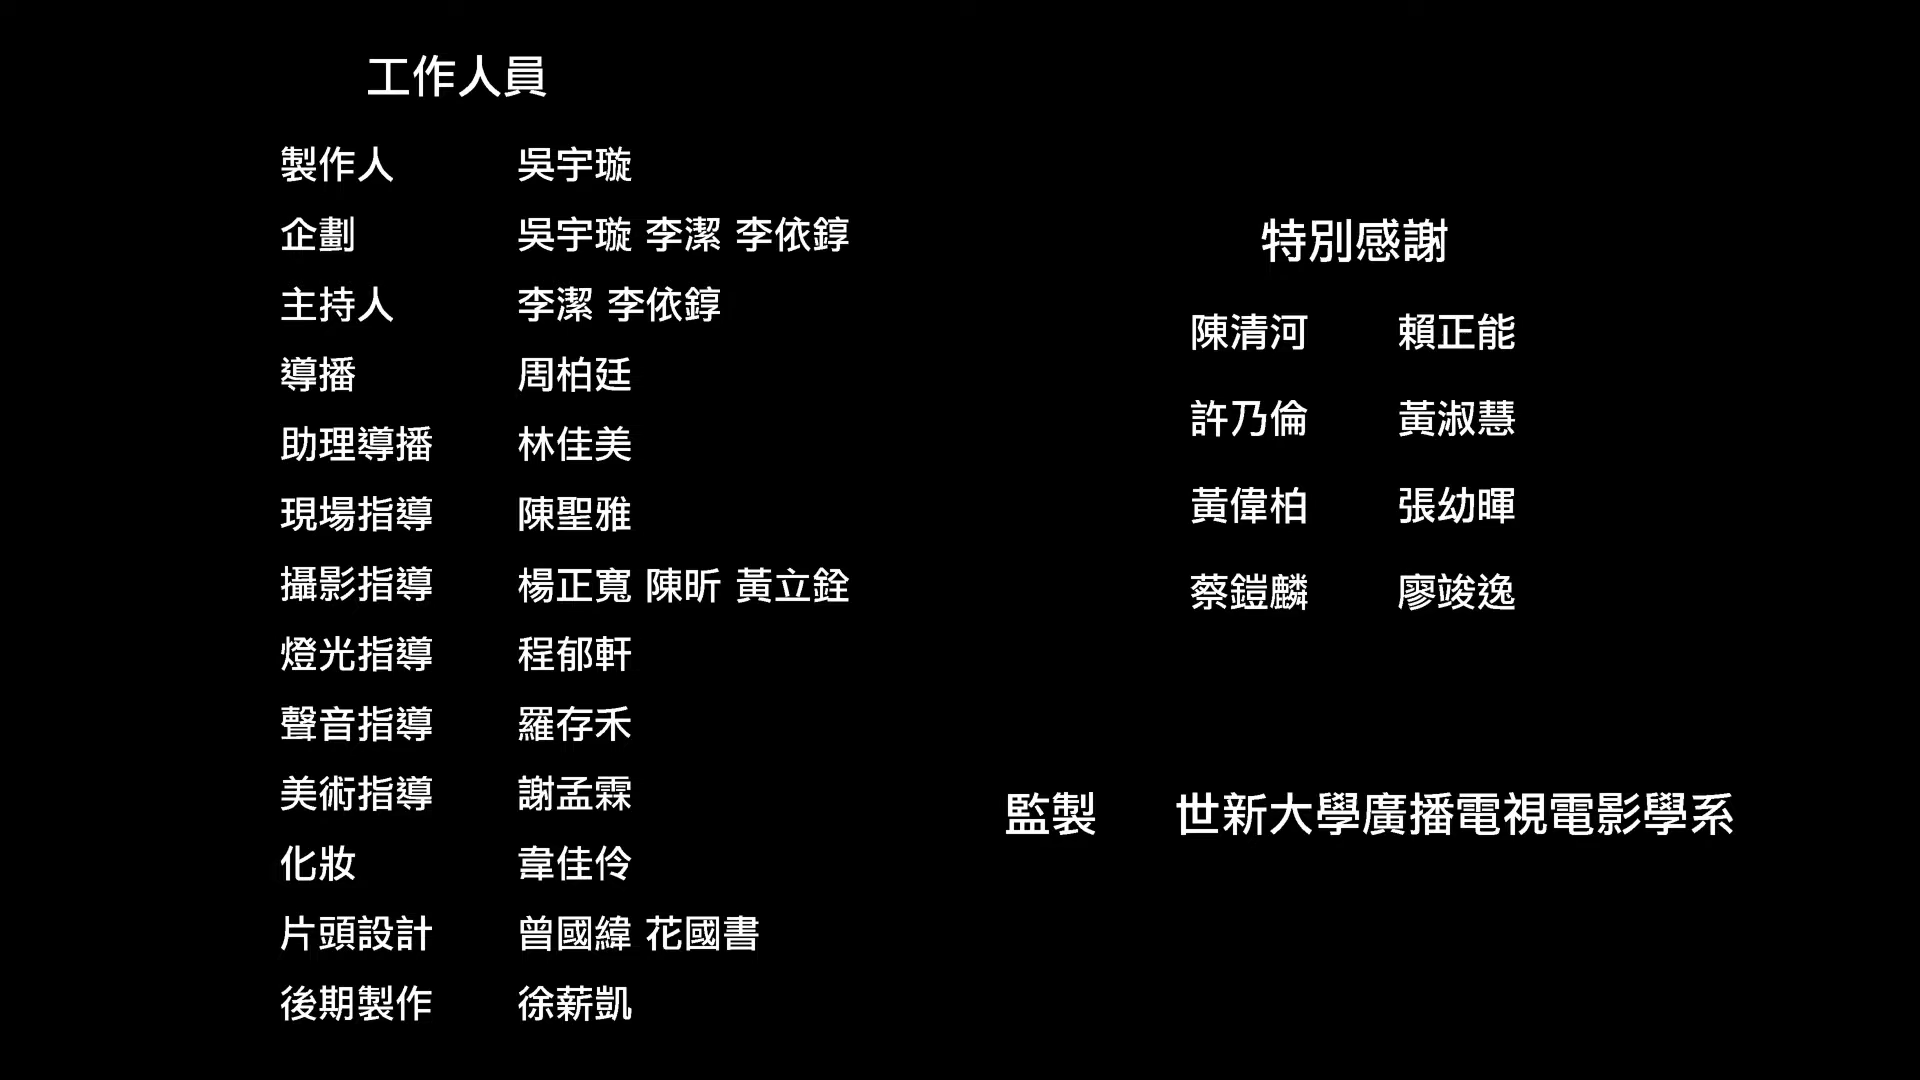 工作人員
製作人 吳宇璇
企劃 吳宇璇 李潔 李依錞
主持人 李潔 李依錞
導播 周柏廷
助理導播 林佳美
現場指導 陳聖雅
攝影指導 楊正寬 陳昕 黃立銓
燈光指導 程郁軒
聲音指導 羅存禾
美術指導 謝孟霖
化妝 韋佳伶
片頭設計 曾國緯 花國書
後期製作 徐薪凱
特別感謝
陳清河 賴正能
許乃倫 黃淑慧
黃偉柏 張幼暉
蔡鎧麟 廖竣逸
監製 世新大學廣播電視電影學系